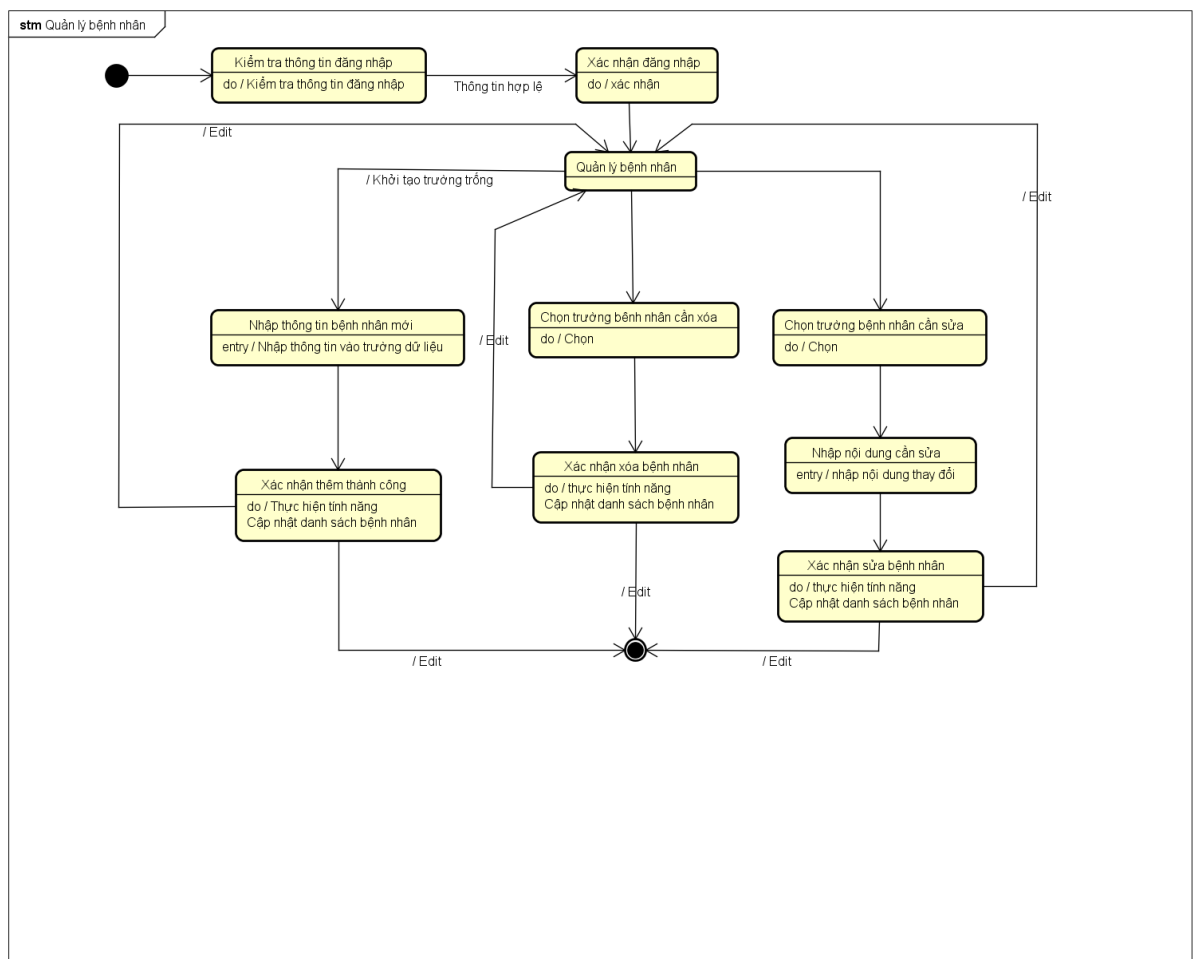 stm Quản lý bệnh nhân
Kiểm tra thông tin đăng nhập
do / Kiểm tra thông tin đăng nhập
Thông tin hợp lệ
Xác nhận đăng nhập
do / xác nhận
/ Edit
Quản lý bệnh nhân
/ Khởi tạo trường trống
/ Edit
Nhập thông tin bệnh nhân mới
entry / Nhập thông tin vào trường dữ liệu
Chọn trường bệnh nhân cần xóa
do / Chọn
Chọn trường bệnh nhân cần sửa
do / Chọn
/ Edit
Xác nhận thêm thành công
do / Thực hiện tính năng
Cập nhật danh sách bệnh nhân
Xác nhận xóa bệnh nhân
do / thực hiện tính năng
Cập nhật danh sách bệnh nhân
Nhập nội dung cần sửa
entry / nhập nội dung thay đổi
Xác nhận sửa bệnh nhân
do / thực hiện tính năng
Cập nhật danh sách bệnh nhân
/ Edit
/ Edit
/ Edit